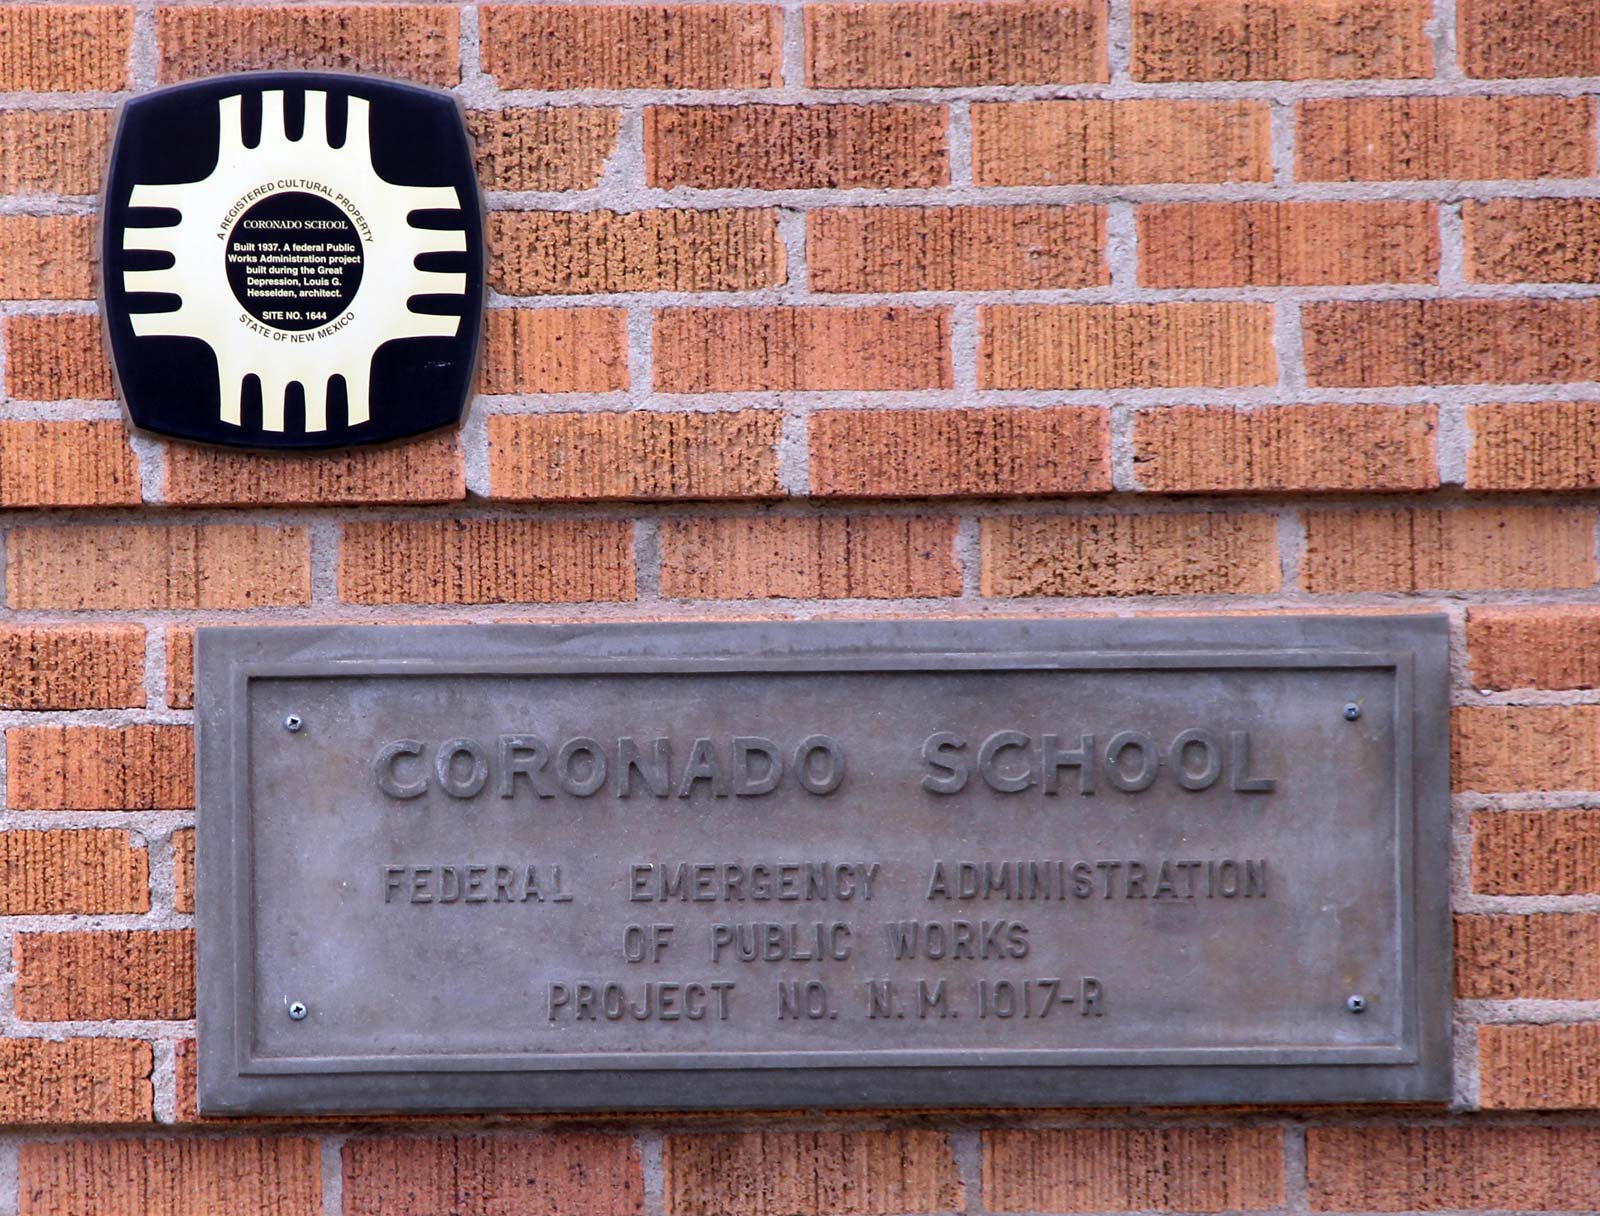 A REGISTERED CULTURAL PROPERTY
CORONADO SCHOOL
Built 1937. A federal Public
Works Administration project
built during the Great
Depression, Louis G.
Hesselden, architect.
SITE NO. 1644
STATE OF NEW MEXICO
CORONADO SCHOOL
FEDERAL EMERGENCY ADMINISTRATION
OF PUBLIC WORKS
PROJECT NO. N.M. 1017-R